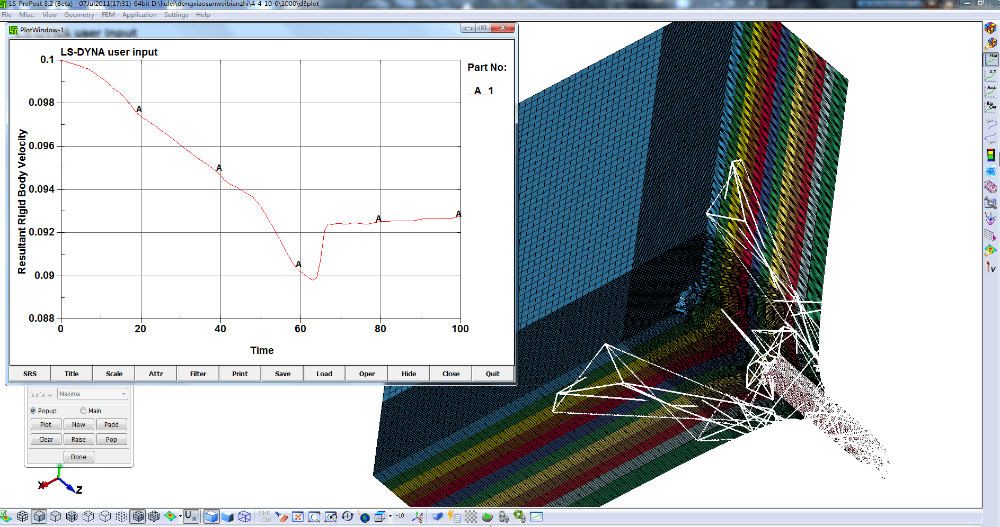 LS-PrePost 3.2 (Beta) - 07Jul2011(17:31)-64bit D:\liulei\dengxiaosanweibianzhi\4-4-10-6\1000\d3plot
File Misc. View Geometry FEM Application Settings Help
PlotWindow-1
LS-DYNA user input
Part No:
A 1
0.1
0.098
0.096
0.094
0.092
0.09
0.088
Resultant Rigid Body Velocity
A
A
A
A
A
0 20 40 60 80 100
Time
SRS Title Scale Attr Filter Print Save Load Oper Hide Close Quit
Surface: Maxima
Popup Main
Plot New Padd
Clear Raise Pop
Done
X
Z
Hist
X Y
Ascii
Bin
Out
V
Shft
Ctrl
-10